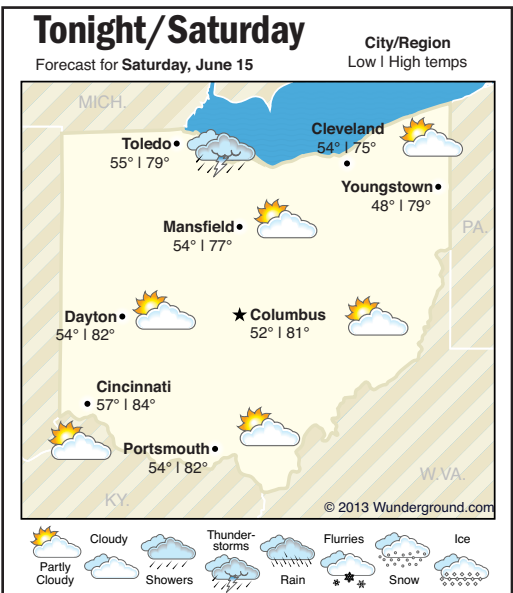 Tonight/Saturday
Forecast for Saturday, June 15
City/Region
Low | High temps
MICH.
Cleveland
54° | 75°
Toledo
55° | 79°
Youngstown
48° | 79°
Mansfield
54° | 77°
PA.
Dayton
54° | 82°
Columbus
52° | 81°
Cincinnati
57° | 84°
Portsmouth
54° | 82°
W.VA.
KY.
© 2013 Wunderground.com
Partly
Cloudy
Cloudy
Showers
Thunder-
storms
Rain
Flurries
Snow
Ice